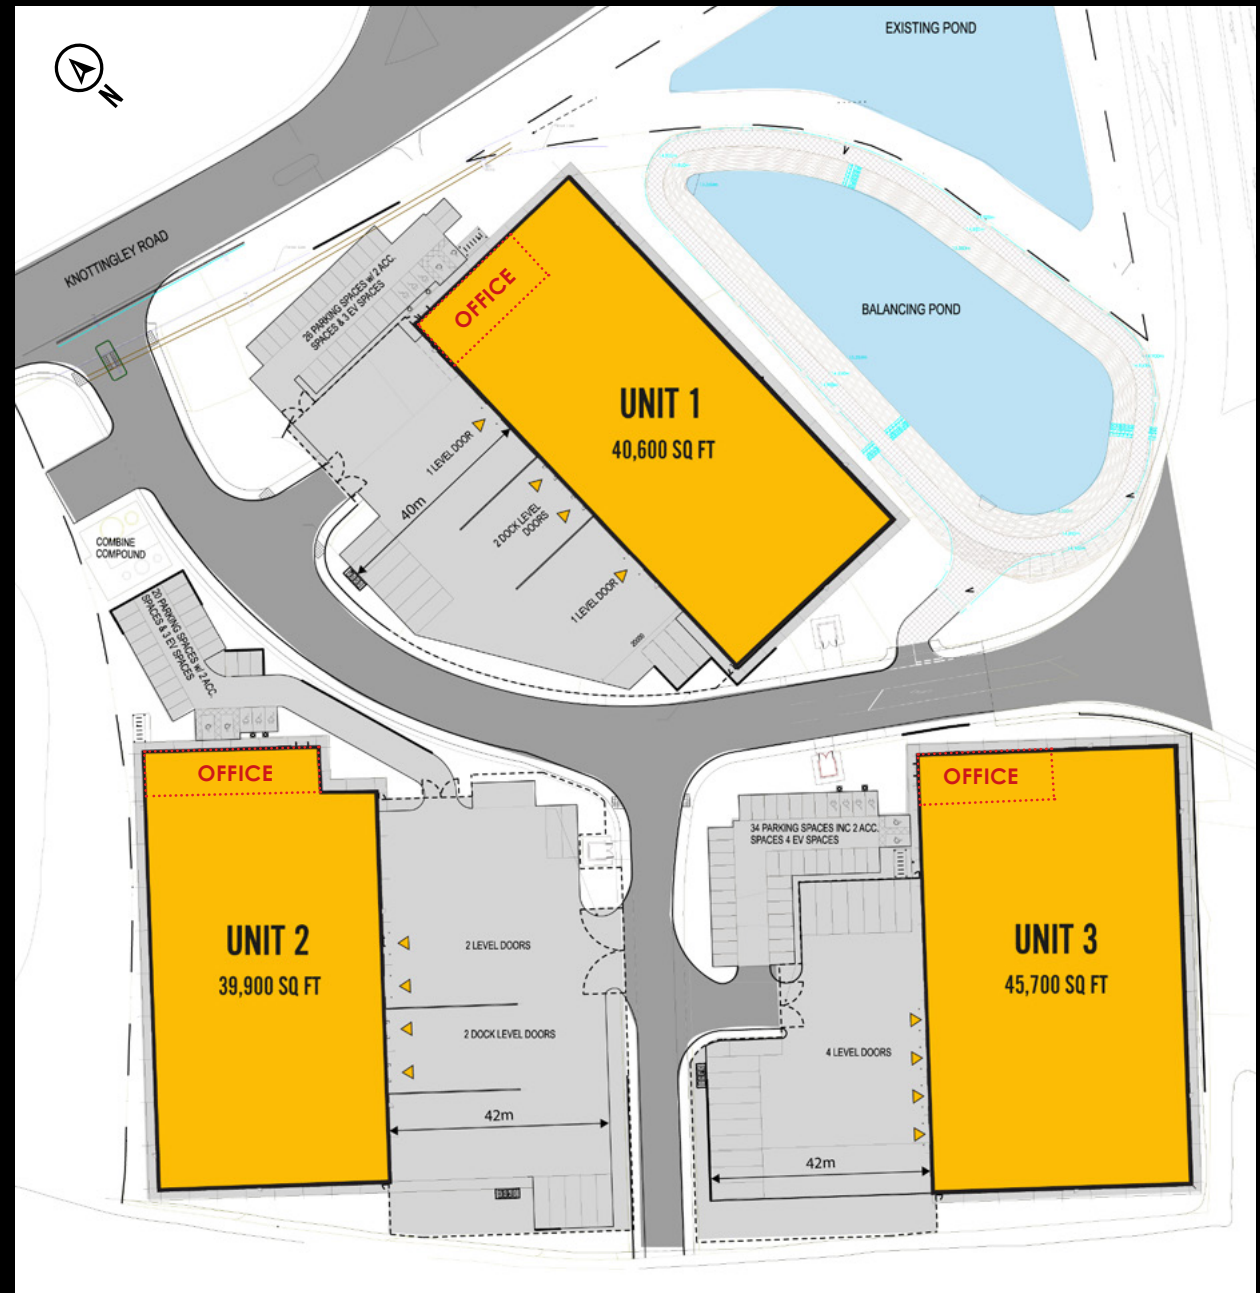 EXISTING POND
N
KNOTTINGLEY ROAD
26 PARKING SPACES w/ 2 ACC.
SPACES & 3 EV SPACES
OFFICE
BALANCING POND
UNIT 1
40,600 SQ FT
1 LEVEL DOOR
40m
2 DOCK LEVEL
DOORS
1 LEVEL DOOR
COMBINE
COMPOUND
20 PARKING SPACES w/ 2 ACC.
SPACES & 3 EV SPACES
OFFICE
UNIT 2
39,900 SQ FT
2 LEVEL DOORS
2 DOCK LEVEL DOORS
42m
OFFICE
34 PARKING SPACES INC 2 ACC.
SPACES 4 EV SPACES
UNIT 3
45,700 SQ FT
4 LEVEL DOORS
42m